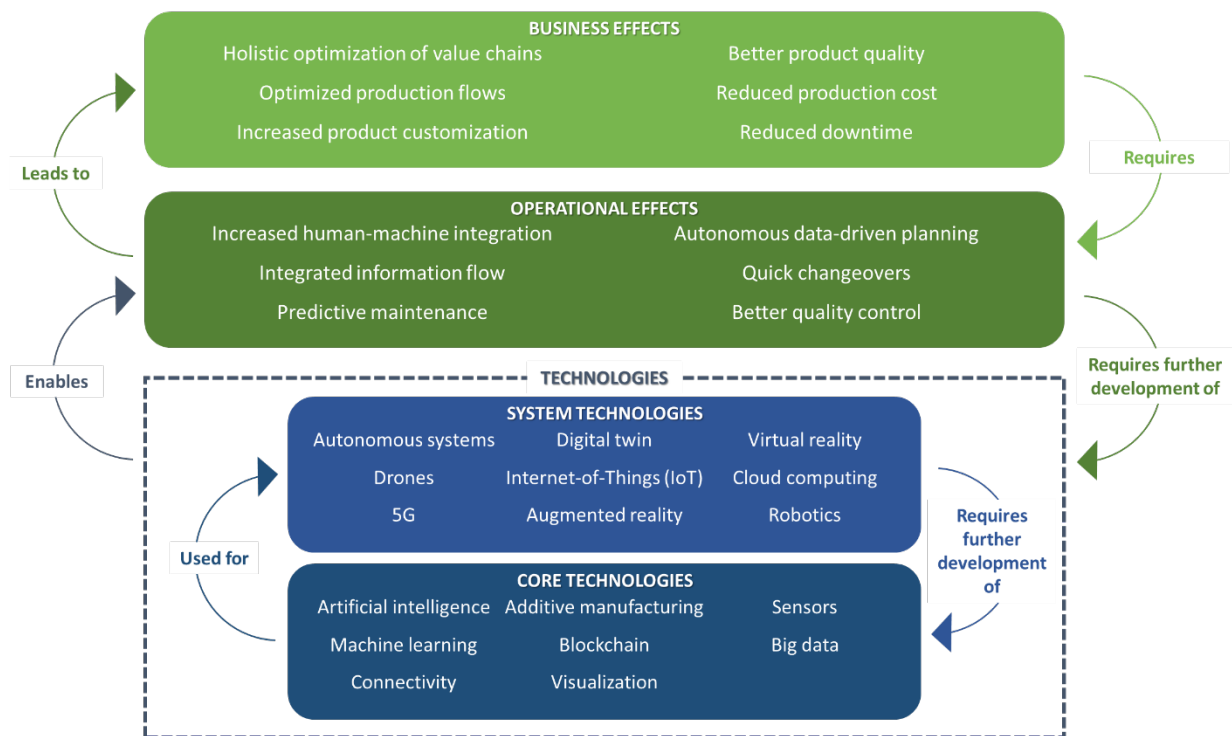 BUSINESS EFFECTS
Holistic optimization of value chains
Better product quality
Optimized production flows
Reduced production cost
Increased product customization
Reduced downtime
Leads to
Requires
OPERATIONAL EFFECTS
Increased human-machine integration
Autonomous data-driven planning
Integrated information flow
Quick changeovers
Predictive maintenance
Better quality control
Enables
Requires further
development of
TECHNOLOGIES
SYSTEM TECHNOLOGIES
Autonomous systems
Digital twin
Virtual reality
Drones
Internet-of-Things (IoT)
Cloud computing
5G
Augmented reality
Robotics
Used for
Requires
further
development
of
CORE TECHNOLOGIES
Artificial intelligence
Additive manufacturing
Sensors
Machine learning
Blockchain
Big data
Connectivity
Visualization